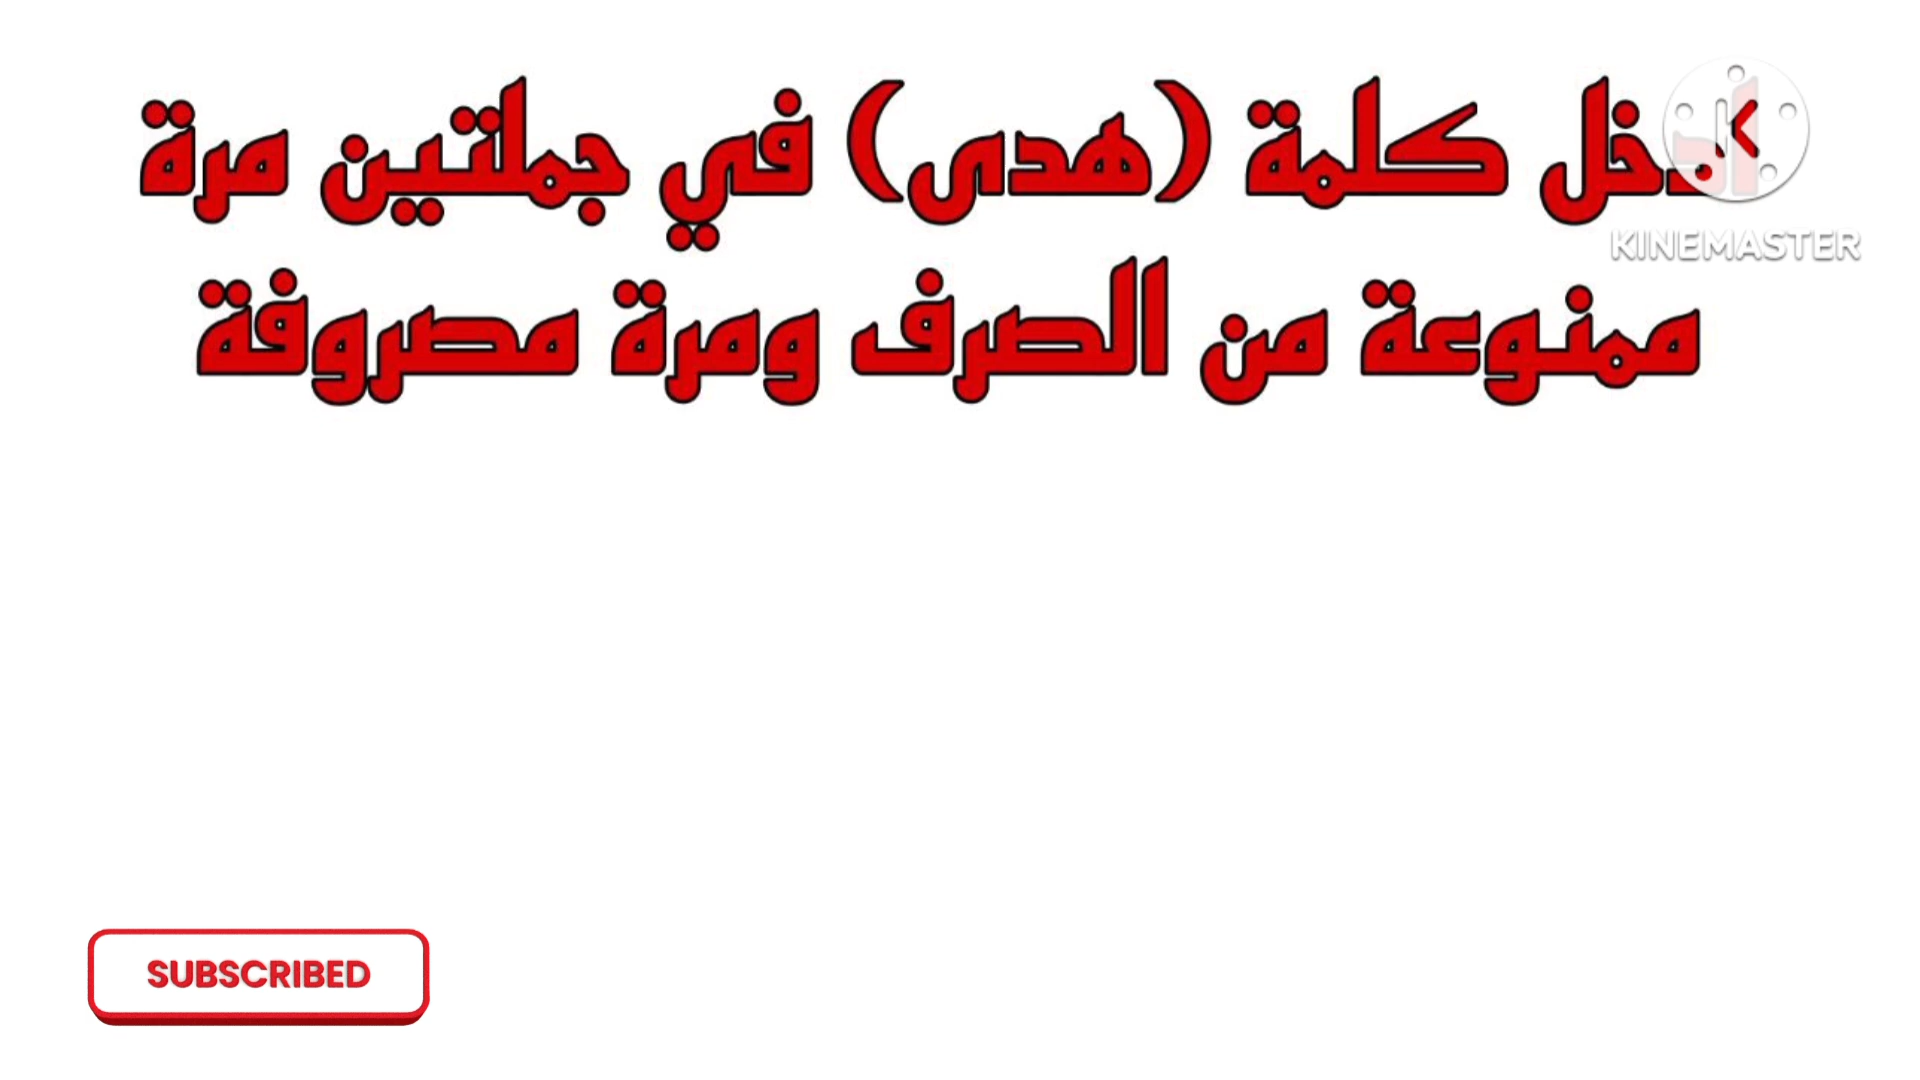 دخل كلمة (هدى) في جملتين مرة
ممنوعة من الصرف ومرة مصروفة
KINEMASTER
SUBSCRIBED